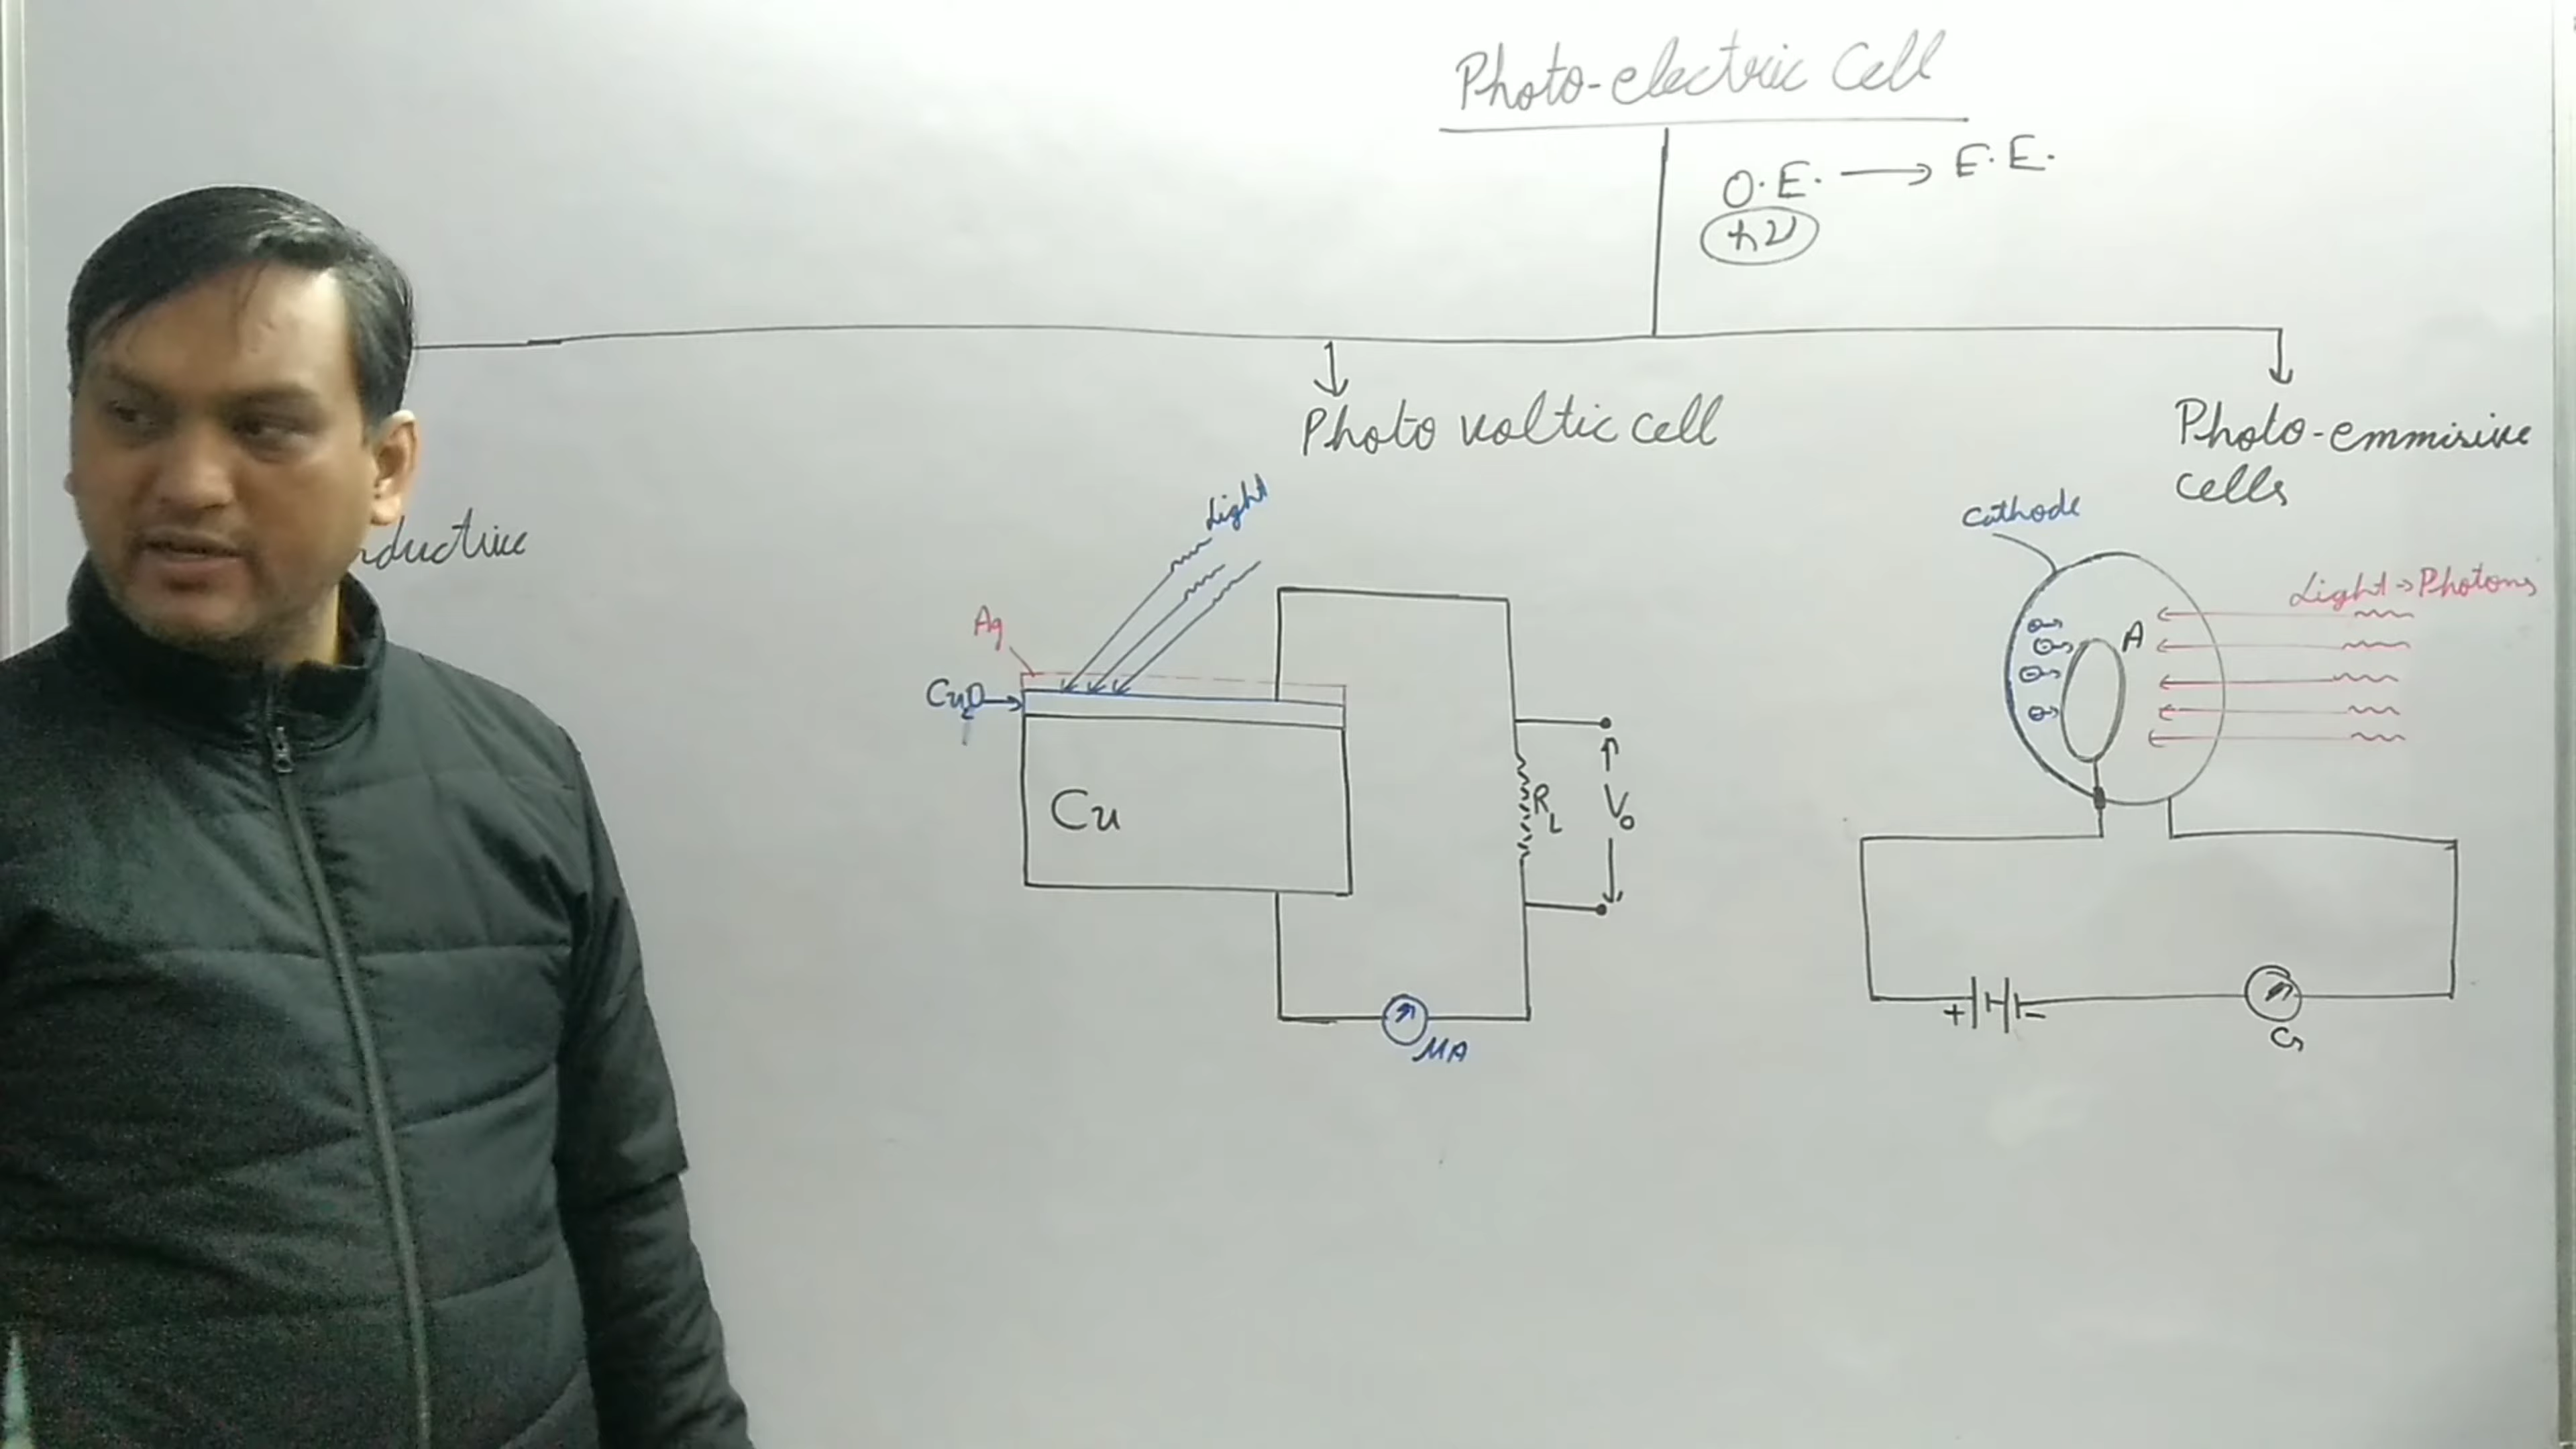 Photo-electric Cell
O.E. → E.E.
hν
Photo voltic cell
Photo-emmisive
cells
nductive
Light
Ag
Cu2O
Cu
RL
V0
MA
Cathode
Light → Photons
A
+ -
G